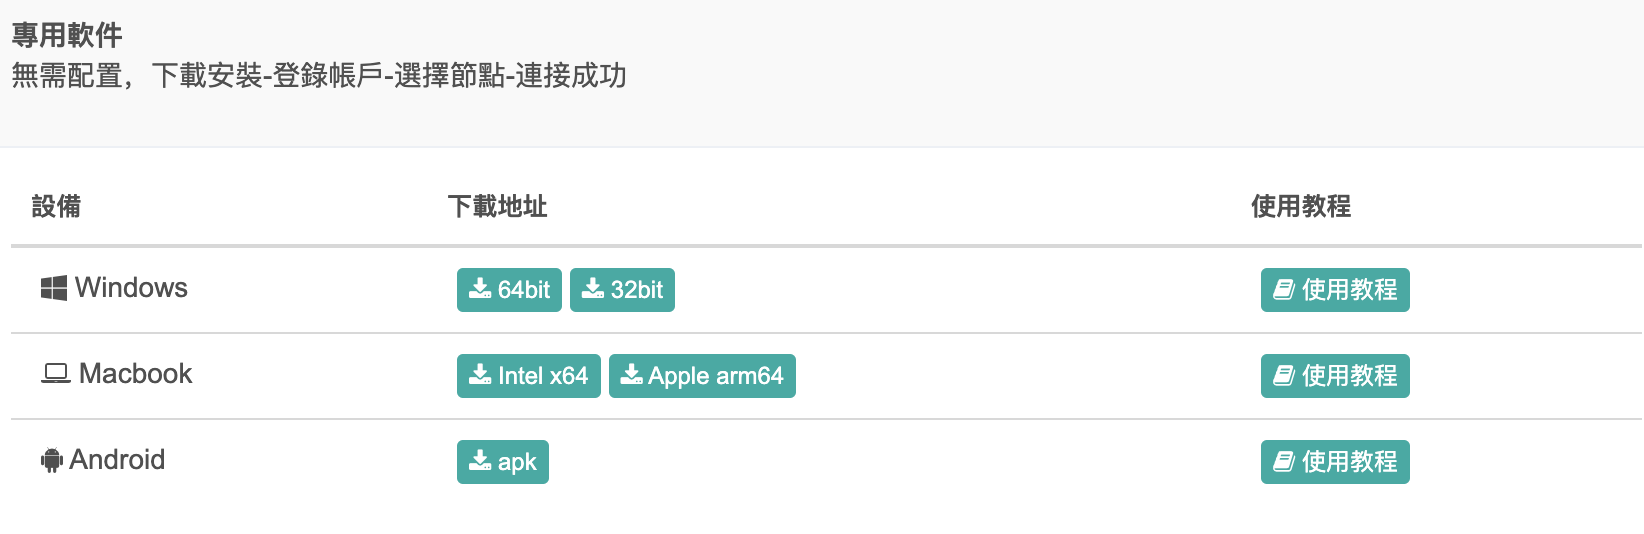 專用軟件
無需配置，下載安裝-登錄帳戶-選擇節點-連接成功
設備 下載地址 使用教程
Windows 64bit 32bit 使用教程
Macbook Intel x64 Apple arm64 使用教程
Android apk 使用教程